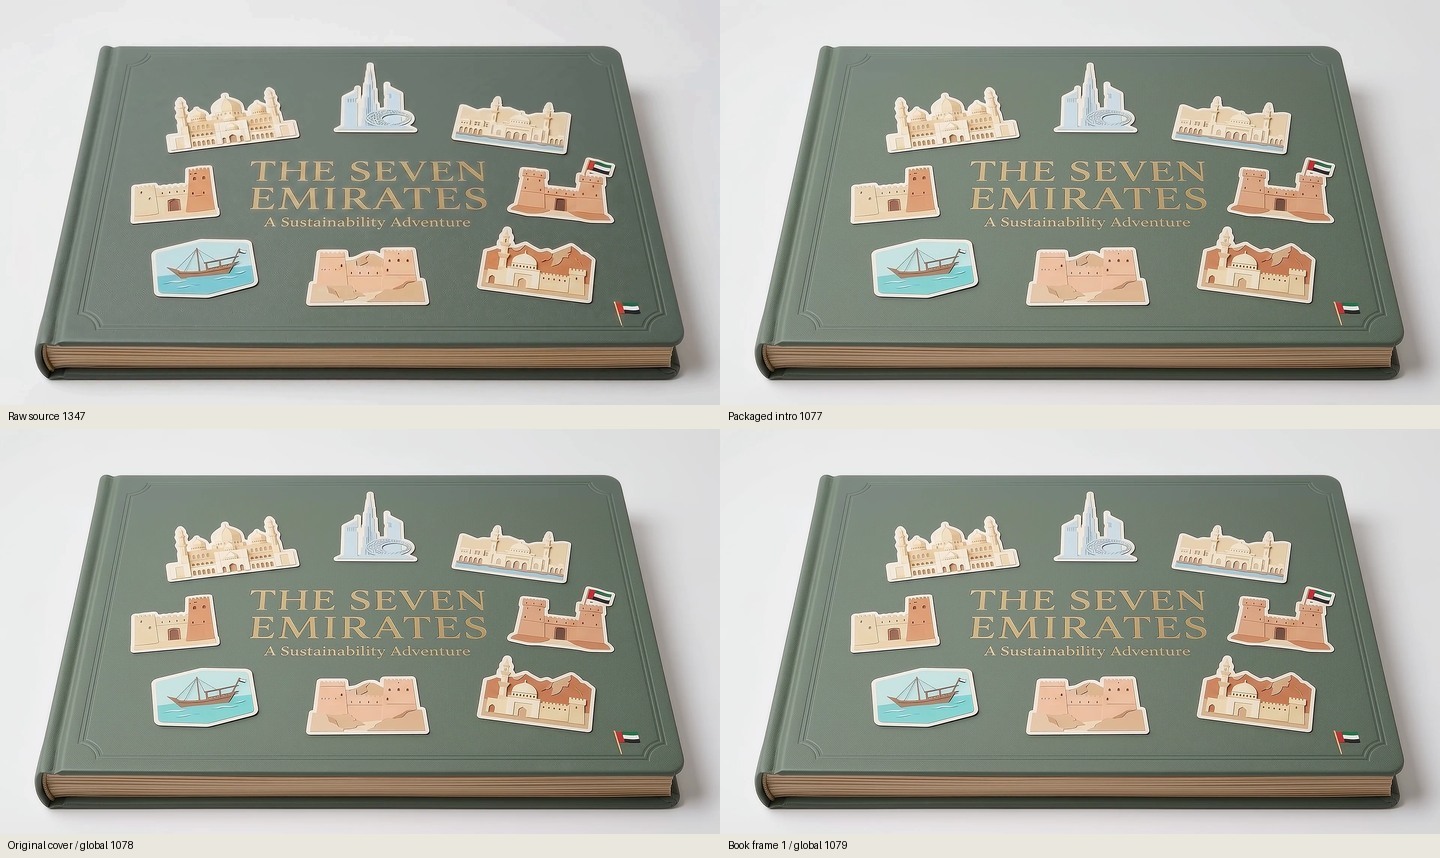 THE SEVEN
EMIRATES
A Sustainability Adventure
Raw source 1347
THE SEVEN
EMIRATES
A Sustainability Adventure
Packaged intro 1077
THE SEVEN
EMIRATES
A Sustainability Adventure
Original cover / global 1078
THE SEVEN
EMIRATES
A Sustainability Adventure
Book frame 1 / global 1079